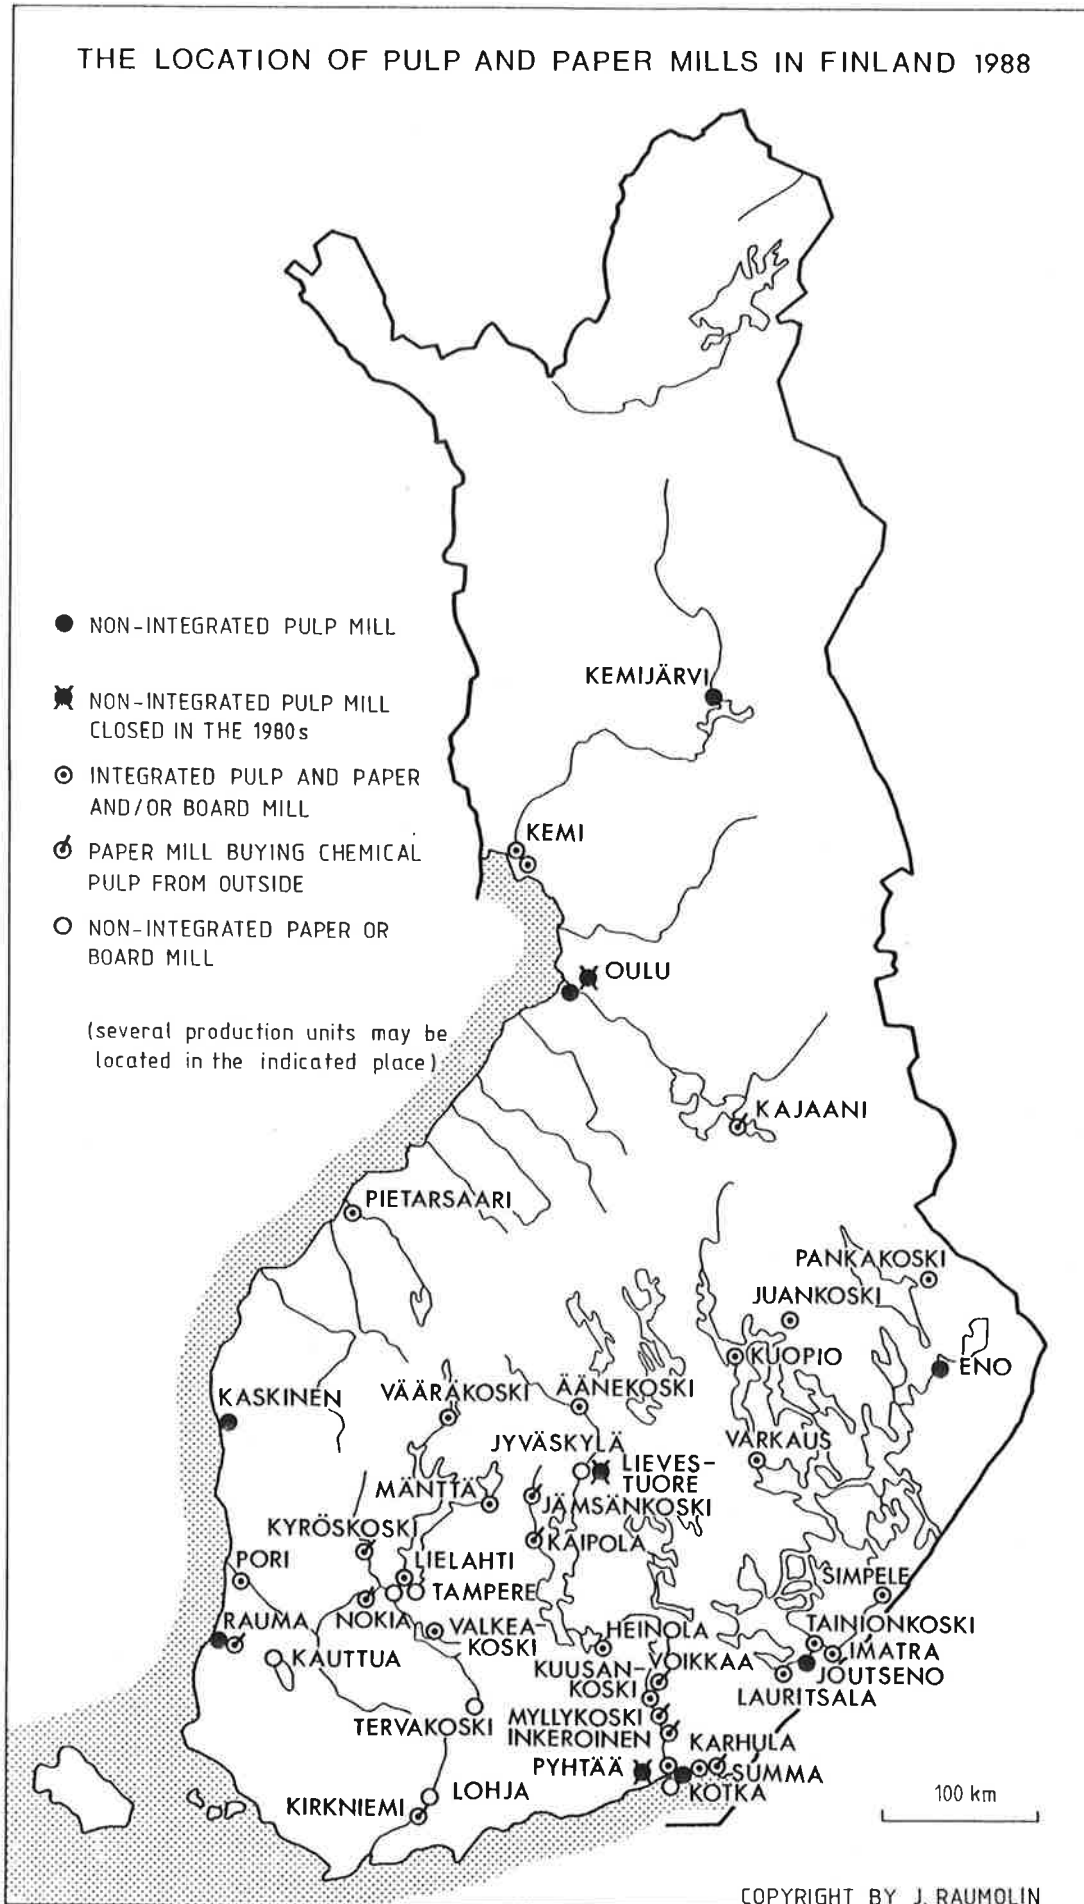 THE LOCATION OF PULP AND PAPER MILLS IN FINLAND 1988
NON-INTEGRATED PULP MILL
NON-INTEGRATED PULP MILL
CLOSED IN THE 1980s
INTEGRATED PULP AND PAPER
AND/OR BOARD MILL
PAPER MILL BUYING CHEMICAL
PULP FROM OUTSIDE
NON-INTEGRATED PAPER OR
BOARD MILL
(several production units may be
located in the indicated place)
KEMIJÄRVI
KEMI
OULU
KAJAANI
PIETARSAARI
PANKAKOSKI
JUANKOSKI
KUOPIO
ENO
KASKINEN
VÄÄRÄKOSKI
ÄÄNEKOSKI
JYVÄSKYLÄ
VARKAUS
LIEVES-
TUORE
MÄNTTÄ
JÄMSÄNKOSKI
KYRÖSKOSKI
KAIPOLA
PORI
LIELAHTI
SIMPELE
TAMPERE
RAUMA
NOKIA
VALKEA-
KOSKI
HEINOLA
TAINIONKOSKI
IMATRA
KAUTTUA
VOIKKAA
JOUTSENO
KUUSAN-
KOSKI
LAURITSALA
TERVAKOSKI
MYLLYKOSKI
INKEROINEN
KARHULA
PYHTÄÄ
SUMMA
KOTKA
LOHJA
KIRKNIEMI
100 km
COPYRIGHT BY J. RAUMOLIN